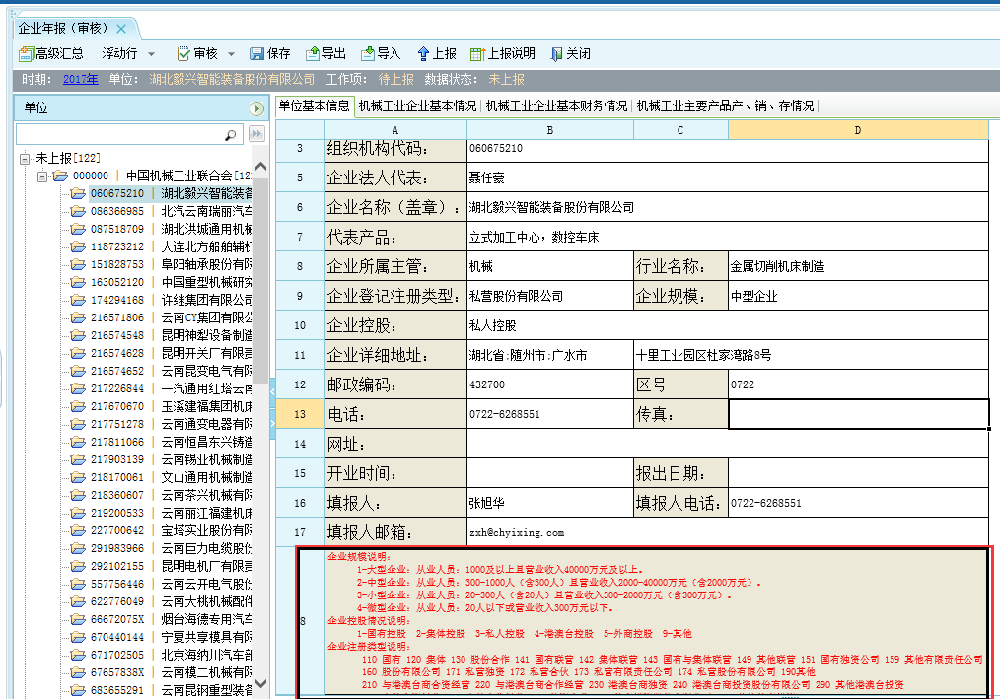 企业年报（审核）
高级汇总 浮动行 审核 保存 导出 导入 上报 上报说明 关闭
时期: 2017年 单位: 湖北毅兴智能装备股份有限公司 工作项: 待上报 数据状态: 未上报
单位
未上报[122]
000000 | 中国机械工业联合会[12
060675210 | 湖北毅兴智能装备
086366985 | 北汽云南瑞丽汽车
087518709 | 湖北洪城通用机械
118723212 | 大连北方船舶辅机
151828753 | 阜阳轴承股份有限
163052120 | 中国重型机械研究
174294168 | 许继集团有限公司
216571806 | 云南CY集团有限公
216574548 | 昆明神犁设备制造
216574628 | 昆明开关厂有限责
216574652 | 云南昆变电气有限
217226844 | 一汽通用红塔云南
217670670 | 玉溪建福集团机床
217751278 | 云南通变电器有限
217811066 | 云南恒昌东兴铸造
217903139 | 云南锡业机械制造
218170061 | 文山通用机械制造
218360607 | 云南茶兴机械有限
219200533 | 云南丽江福建机床
227700642 | 宝塔实业股份有限
291983966 | 云南巨力电缆股份
292102155 | 昆明电机厂有限责
557756446 | 云南云开电气股份
622776049 | 云南大桃机械配件
66672075X | 烟台海德专用汽车
670440144 | 宁夏共享模具有限
671702505 | 北京海纳川汽车部
67657838X | 云南模二机械有限
683655291 | 云南昆钢重型装备
单位基本信息 机械工业企业基本情况 机械工业企业基本财务情况 机械工业主要产品产、销、存情况
A B C D
3 组织机构代码: 060675210
5 企业法人代表: 聂任豪
6 企业名称（盖章）: 湖北毅兴智能装备股份有限公司
7 代表产品: 立式加工中心，数控车床
8 企业所属主管: 机械 行业名称: 金属切削机床制造
9 企业登记注册类型: 私营股份有限公司 企业规模: 中型企业
10 企业控股: 私人控股
11 企业详细地址: 湖北省:随州市:广水市 十里工业园区杜家湾路8号
12 邮政编码: 432700 区号 0722
13 电话: 0722-6268551 传真:
14 网址:
15 开业时间: 报出日期:
16 填报人: 张旭华 填报人电话: 0722-6268551
17 填报人邮箱: zxh@chyixing.com
8
企业规模说明:
1-大型企业: 从业人员: 1000及以上且营业收入40000万元及以上.
2-中型企业: 从业人员: 300-1000人（含300人）且营业收入2000-40000万元（含2000万元）.
3-小型企业: 从业人员: 20-300人（含20人）且营业收入300-2000万元（含300万元）.
4-微型企业: 从业人员: 20人以下或营业收入300万元以下.
企业控股情况说明:
1-国有控股 2-集体控股 3-私人控股 4-港澳台控股 5-外商控股 9-其他
企业注册类型说明:
110 国有 120 集体 130 股份合作 141 国有联营 142 集体联营 143 国有与集体联营 149 其他联营 151 国有独资公司 159 其他有限责任公司
160 股份有限公司 171 私营独资 172 私营合伙 173 私营有限责任公司 174 私营股份有限公司 190其他
210 与港澳台商合资经营 220 与港澳台商合作经营 230 港澳台商独资 240 港澳台商投资股份有限公司 290 其他港澳台投资